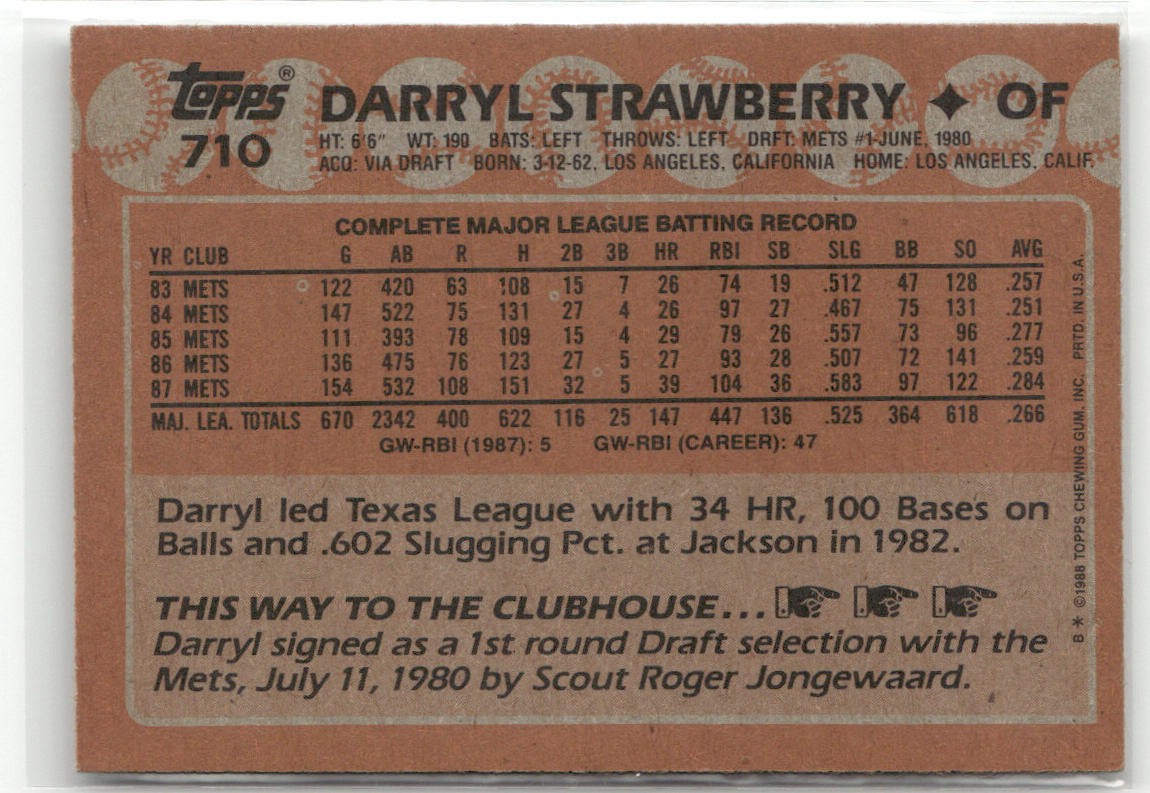 Topps®
710
DARRYL STRAWBERRY ✦ OF
HT: 6'6" WT: 190 BATS: LEFT THROWS: LEFT DRFT: METS #1-JUNE, 1980
ACQ: VIA DRAFT BORN: 3-12-62, LOS ANGELES, CALIFORNIA HOME: LOS ANGELES, CALIF.
COMPLETE MAJOR LEAGUE BATTING RECORD
YR CLUB G AB R H 2B 3B HR RBI SB SLG BB SO AVG
83 METS 122 420 63 108 15 7 26 74 19 .512 47 128 .257
84 METS 147 522 75 131 27 4 26 97 27 .467 75 131 .251
85 METS 111 393 78 109 15 4 29 79 26 .557 73 96 .277
86 METS 136 475 76 123 27 5 27 93 28 .507 72 141 .259
87 METS 154 532 108 151 32 5 39 104 36 .583 97 122 .284
MAJ. LEA. TOTALS 670 2342 400 622 116 25 147 447 136 .525 364 618 .266
GW-RBI (1987): 5 GW-RBI (CAREER): 47
Darryl led Texas League with 34 HR, 100 Bases on
Balls and .602 Slugging Pct. at Jackson in 1982.
THIS WAY TO THE CLUBHOUSE...
Darryl signed as a 1st round Draft selection with the
Mets, July 11, 1980 by Scout Roger Jongewaard.
B * ©1988 TOPPS CHEWING GUM, INC. PRTD. IN U.S.A.